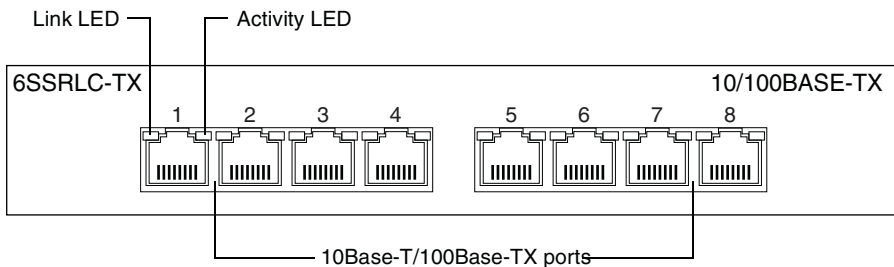 Link LED
Activity LED
6SSRLC-TX
10/100BASE-TX
1 2 3 4 5 6 7 8
10Base-T/100Base-TX ports